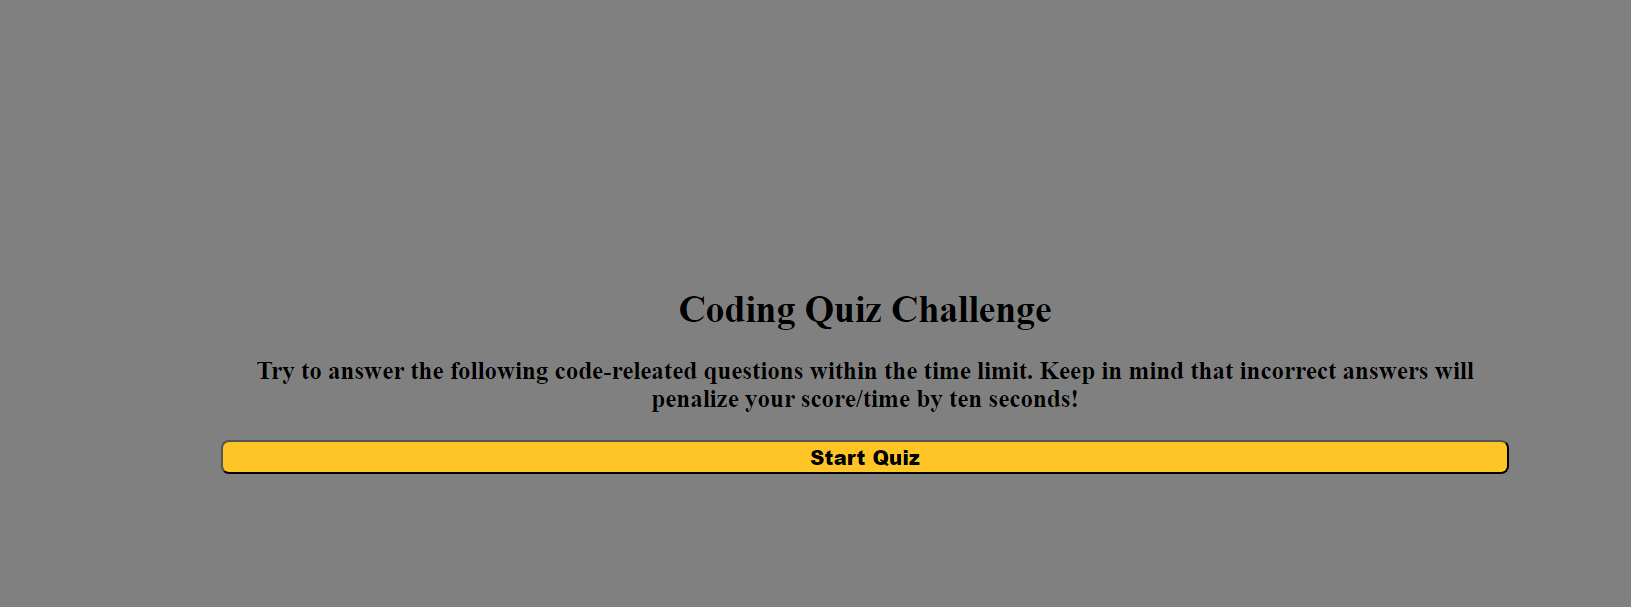 Coding Quiz Challenge
Try to answer the following code-releated questions within the time limit. Keep in mind that incorrect answers will
penalize your score/time by ten seconds!
Start Quiz